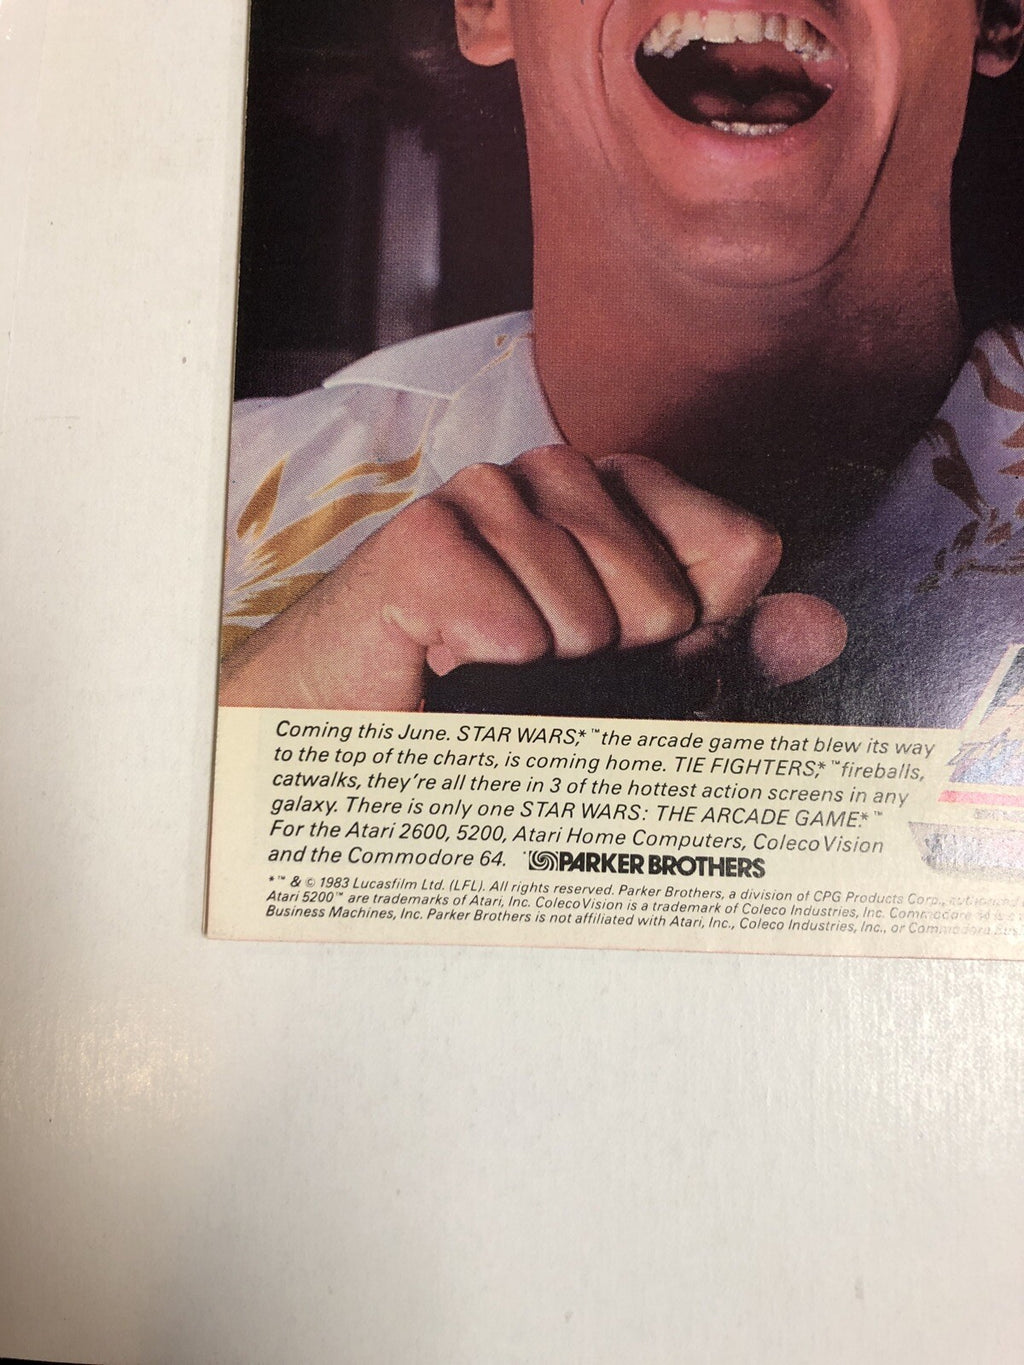 Coming this June. STAR WARS,*™ the arcade game that blew its way
to the top of the charts, is coming home. TIE FIGHTERS,*™ fireballs,
catwalks, they're all there in 3 of the hottest action screens in any
galaxy. There is only one STAR WARS: THE ARCADE GAME.*™
For the Atari 2600, 5200, Atari Home Computers, ColecoVision
and the Commodore 64. PARKER BROTHERS
*™ & © 1983 Lucasfilm Ltd. (LFL). All rights reserved. Parker Brothers, a division of CPG Products Corp.,
Atari 5200™ are trademarks of Atari, Inc. ColecoVision is a trademark of Coleco Industries, Inc. Commodore 64 is a
Business Machines, Inc. Parker Brothers is not affiliated with Atari, Inc., Coleco Industries, Inc., or Commodore